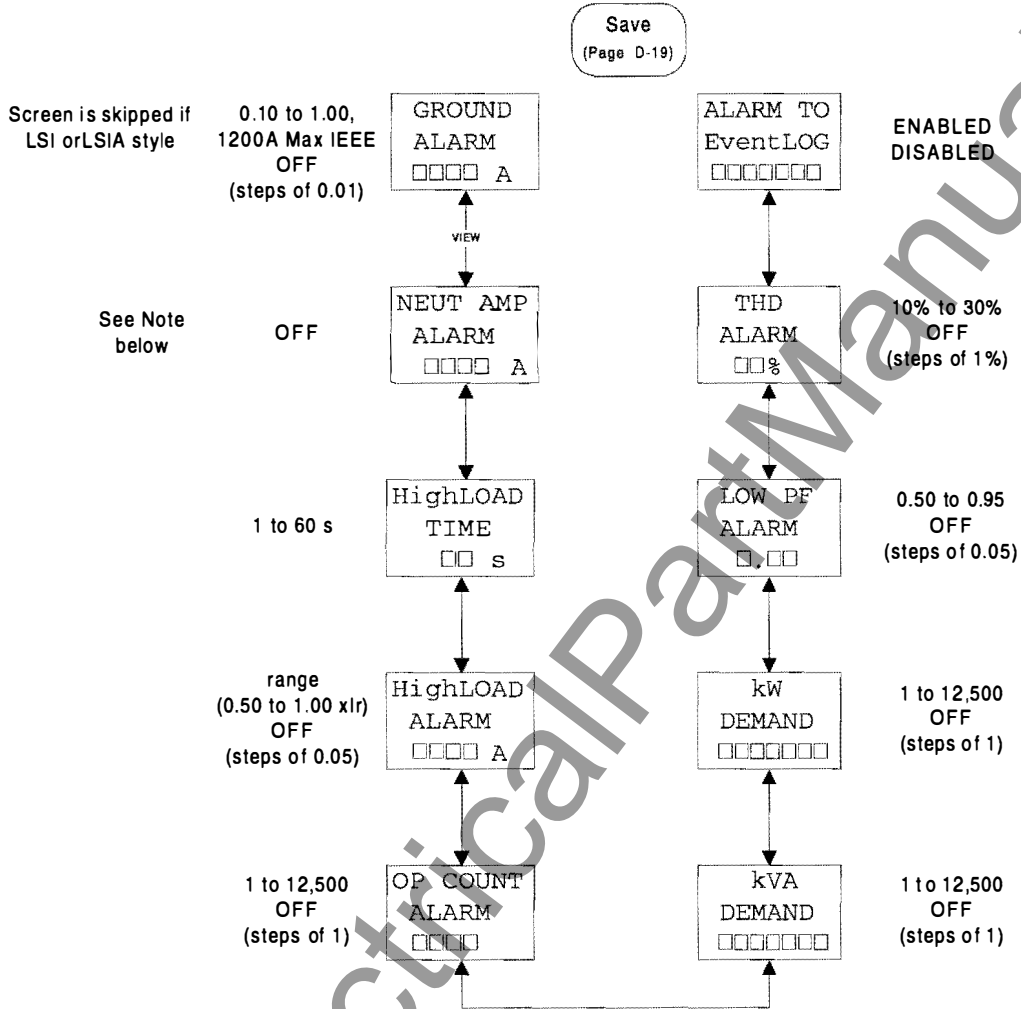 Save
(Page D-19)
Screen is skipped if
LSI orLSIA style
0.10 to 1.00,
1200A Max IEEE
OFF
(steps of 0.01)
GROUND
ALARM
□□□□ A
VIEW
See Note
below
OFF
NEUT AMP
ALARM
□□□□ A
1 to 60 s
HighLOAD
TIME
□□ s
range
(0.50 to 1.00 xIr)
OFF
(steps of 0.05)
HighLOAD
ALARM
□□□□ A
1 to 12,500
OFF
(steps of 1)
OP COUNT
ALARM
□□□□
ALARM TO
EventLOG
□□□□□□□
ENABLED
DISABLED
THD
ALARM
□□%
10% to 30%
OFF
(steps of 1%)
LOW PF
ALARM
□.□□
0.50 to 0.95
OFF
(steps of 0.05)
kW
DEMAND
□□□□□□□
1 to 12,500
OFF
(steps of 1)
kVA
DEMAND
□□□□□□□
1 to 12,500
OFF
(steps of 1)
ctricalPartManua